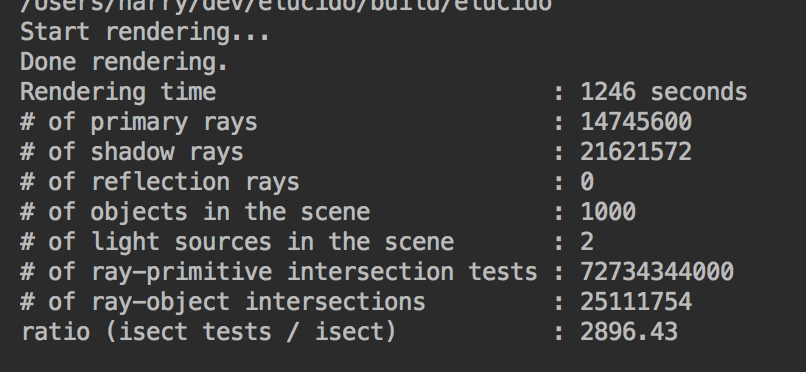 /Users/harry/dev/elucido/build/elucido
Start rendering...
Done rendering.
Rendering time : 1246 seconds
# of primary rays : 14745600
# of shadow rays : 21621572
# of reflection rays : 0
# of objects in the scene : 1000
# of light sources in the scene : 2
# of ray-primitive intersection tests : 72734344000
# of ray-object intersections : 25111754
ratio (isect tests / isect) : 2896.43